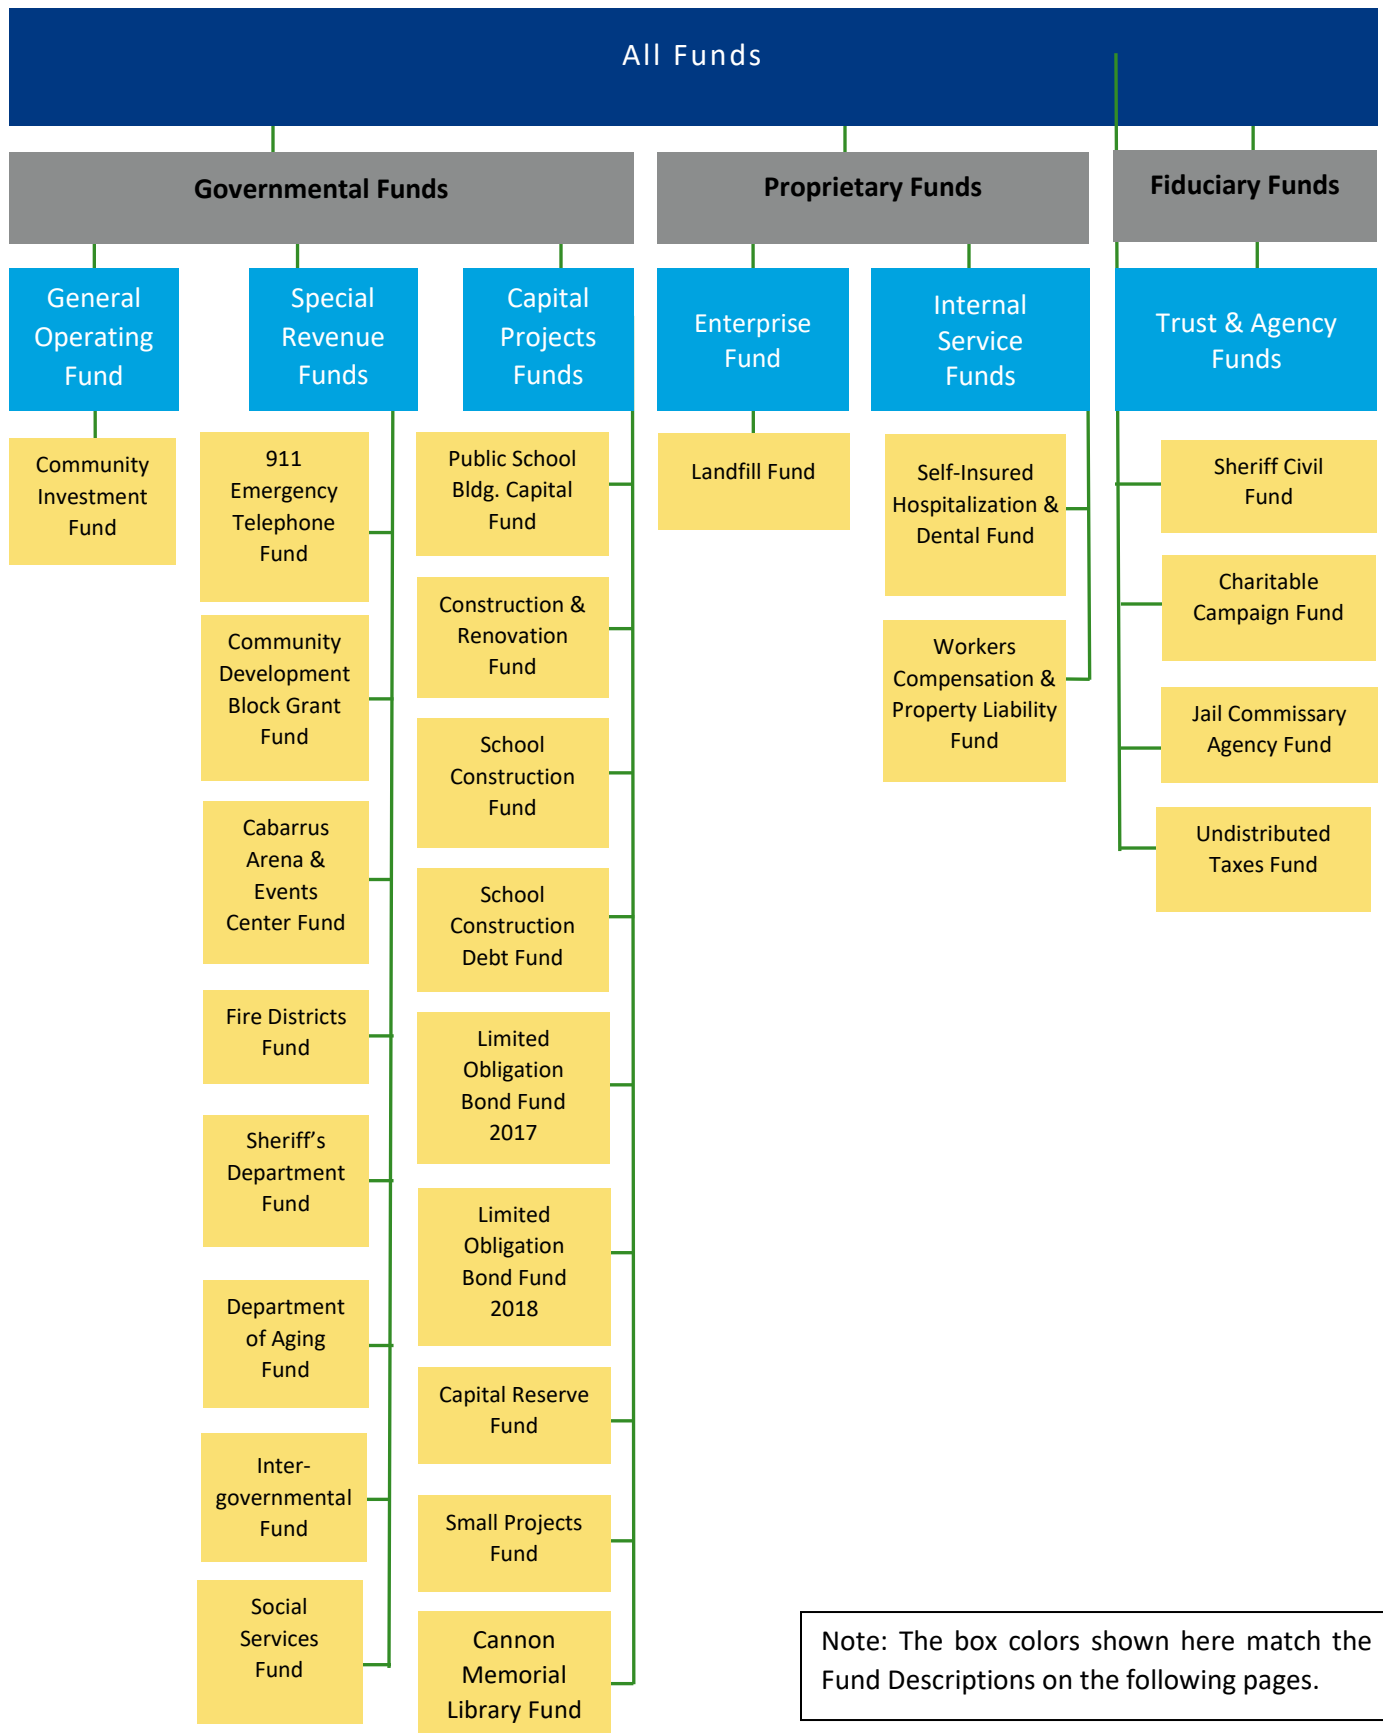 All Funds
Governmental Funds
Proprietary Funds
Fiduciary Funds
General
Operating
Fund
Special
Revenue
Funds
Capital
Projects
Funds
Enterprise
Fund
Internal
Service
Funds
Trust & Agency
Funds
Community
Investment
Fund
911
Emergency
Telephone
Fund
Community
Development
Block Grant
Fund
Cabarrus
Arena &
Events
Center Fund
Fire Districts
Fund
Sheriff’s
Department
Fund
Department
of Aging
Fund
Inter-
governmental
Fund
Social
Services
Fund
Public School
Bldg. Capital
Fund
Construction &
Renovation
Fund
School
Construction
Fund
School
Construction
Debt Fund
Limited
Obligation
Bond Fund
2017
Limited
Obligation
Bond Fund
2018
Capital Reserve
Fund
Small Projects
Fund
Cannon
Memorial
Library Fund
Landfill Fund
Self-Insured
Hospitalization &
Dental Fund
Workers
Compensation &
Property Liability
Fund
Sheriff Civil
Fund
Charitable
Campaign Fund
Jail Commissary
Agency Fund
Undistributed
Taxes Fund
Note: The box colors shown here match the
Fund Descriptions on the following pages.